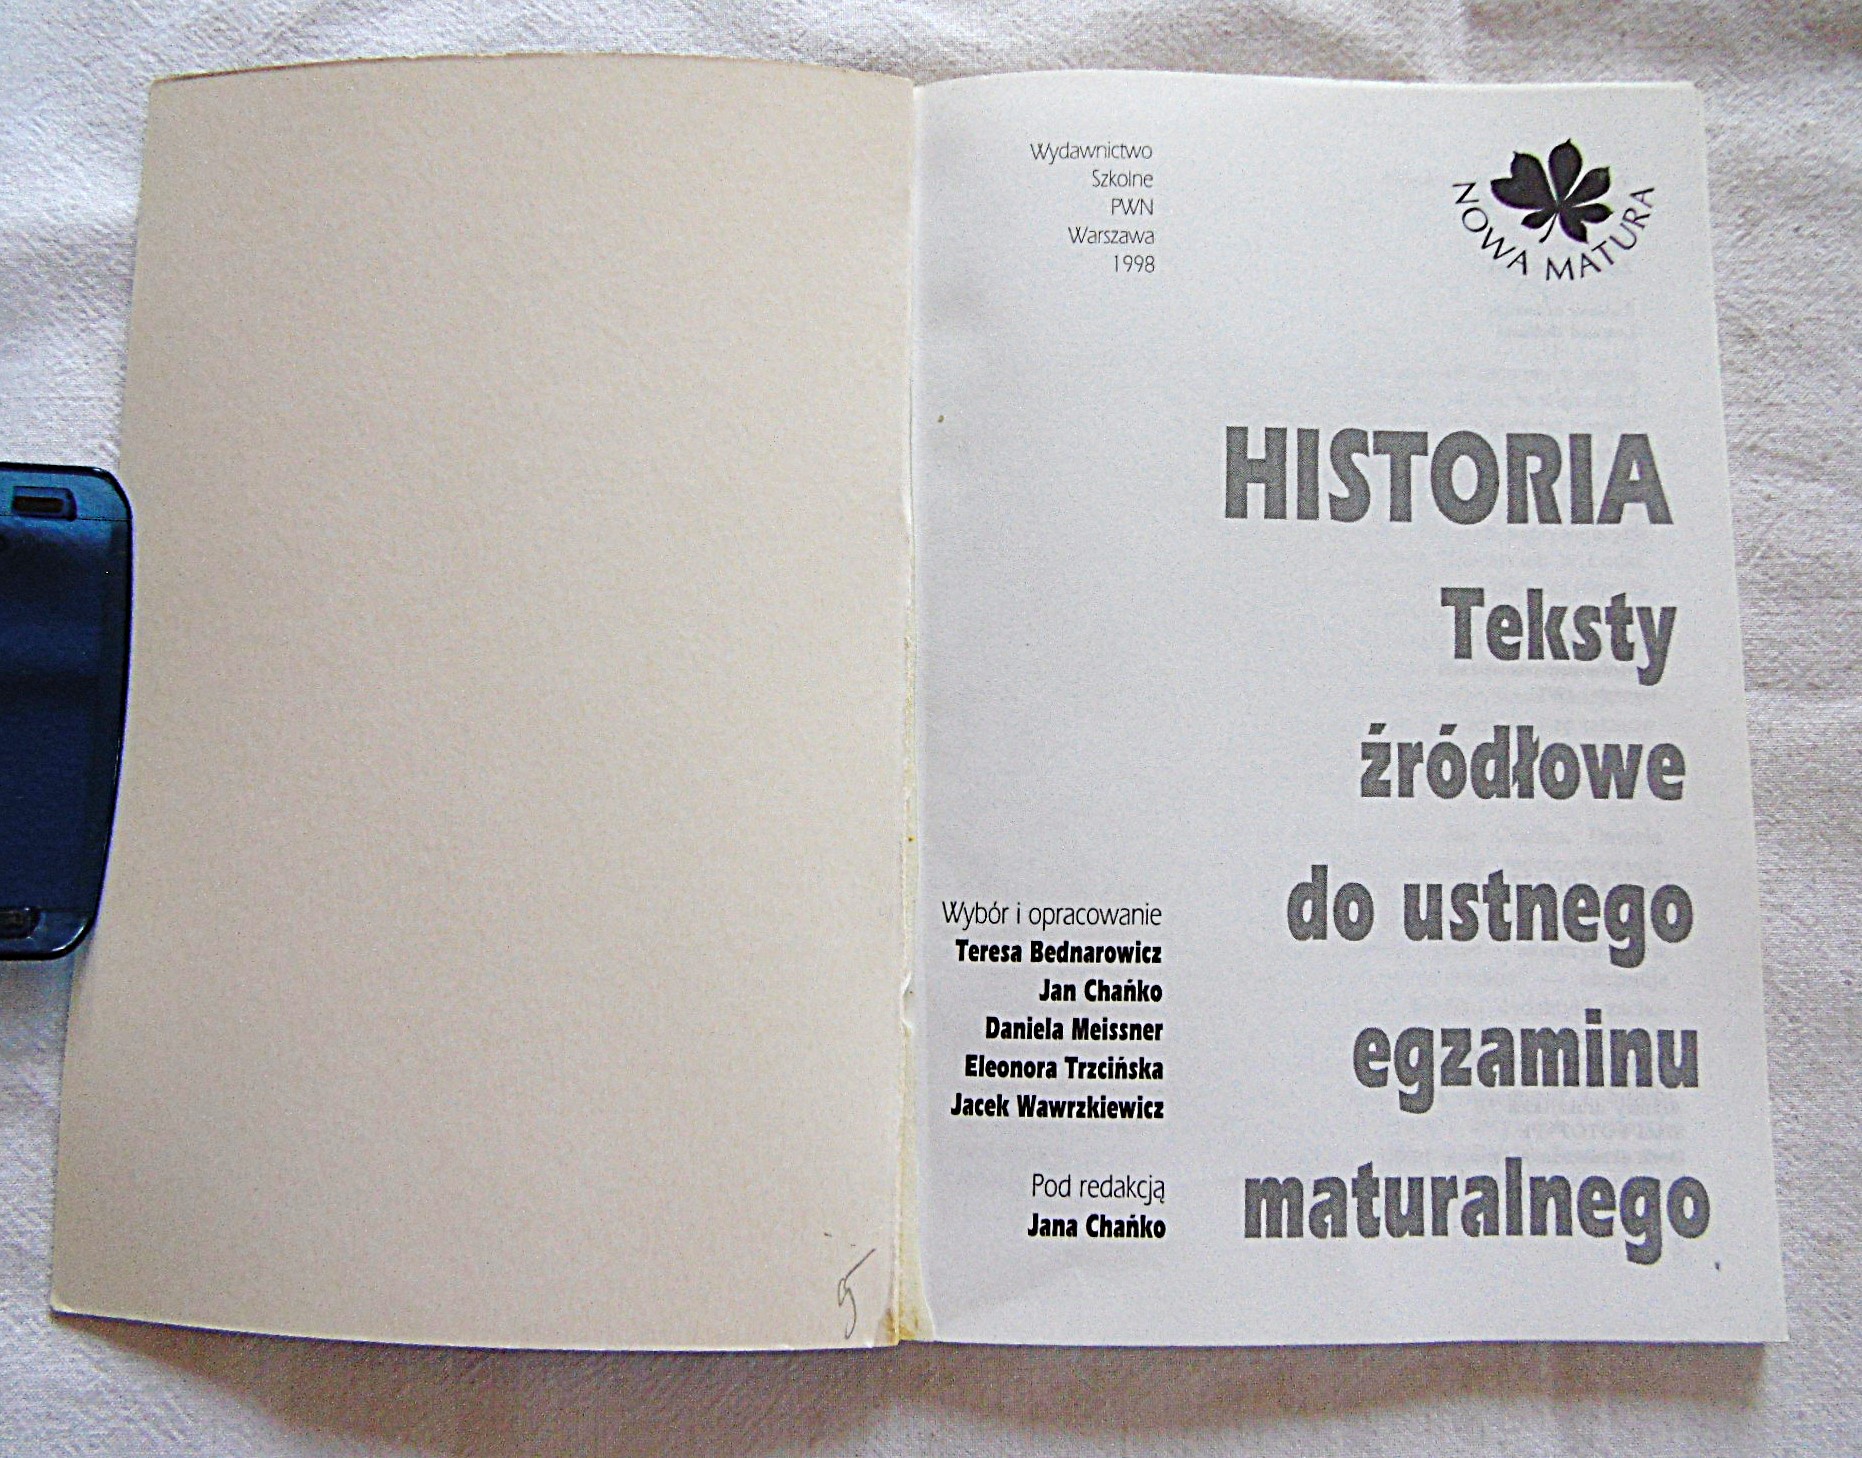 Wydawnictwo
Szkolne
PWN
Warszawa
1998
NOWA MATURA
HISTORIA
Teksty
źródłowe
do ustnego
egzaminu
maturalnego
Wybór i opracowanie
Teresa Bednarowicz
Jan Chańko
Daniela Meissner
Eleonora Trzcińska
Jacek Wawrzkiewicz
Pod redakcją
Jana Chańko
5